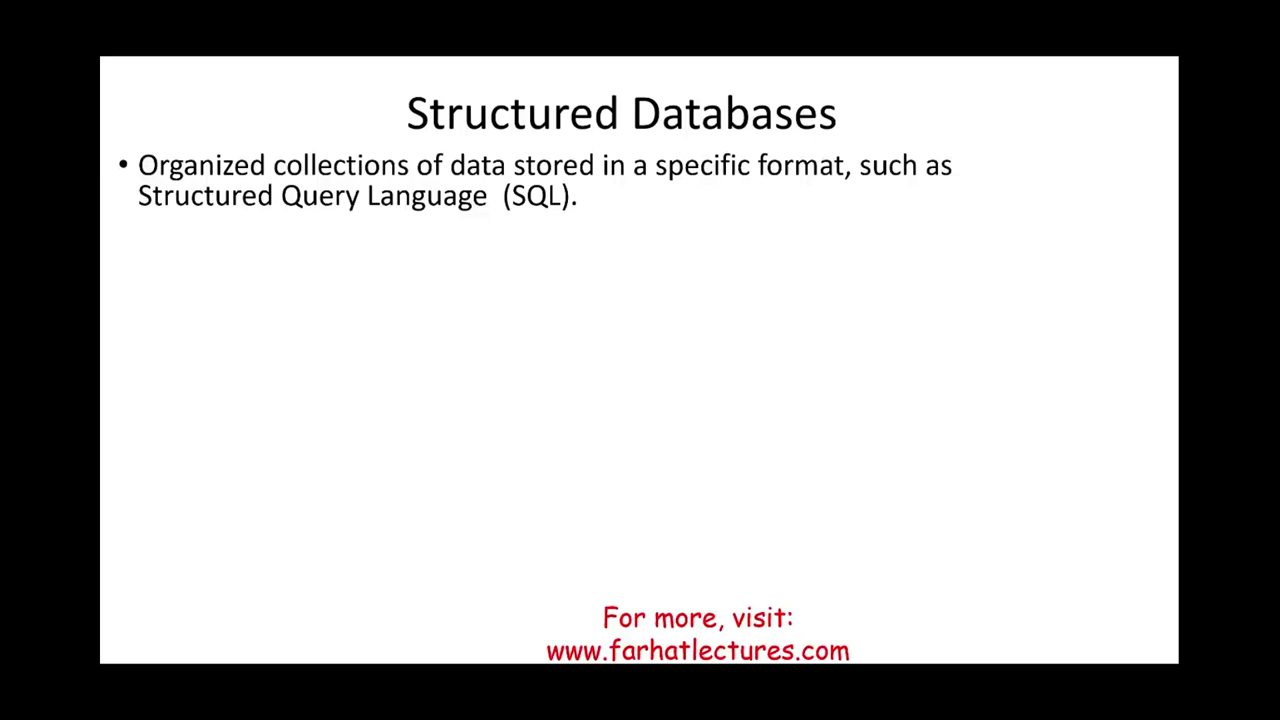 Structured Databases
• Organized collections of data stored in a specific format, such as
Structured Query Language (SQL).
For more, visit:
www.farhatlectures.com